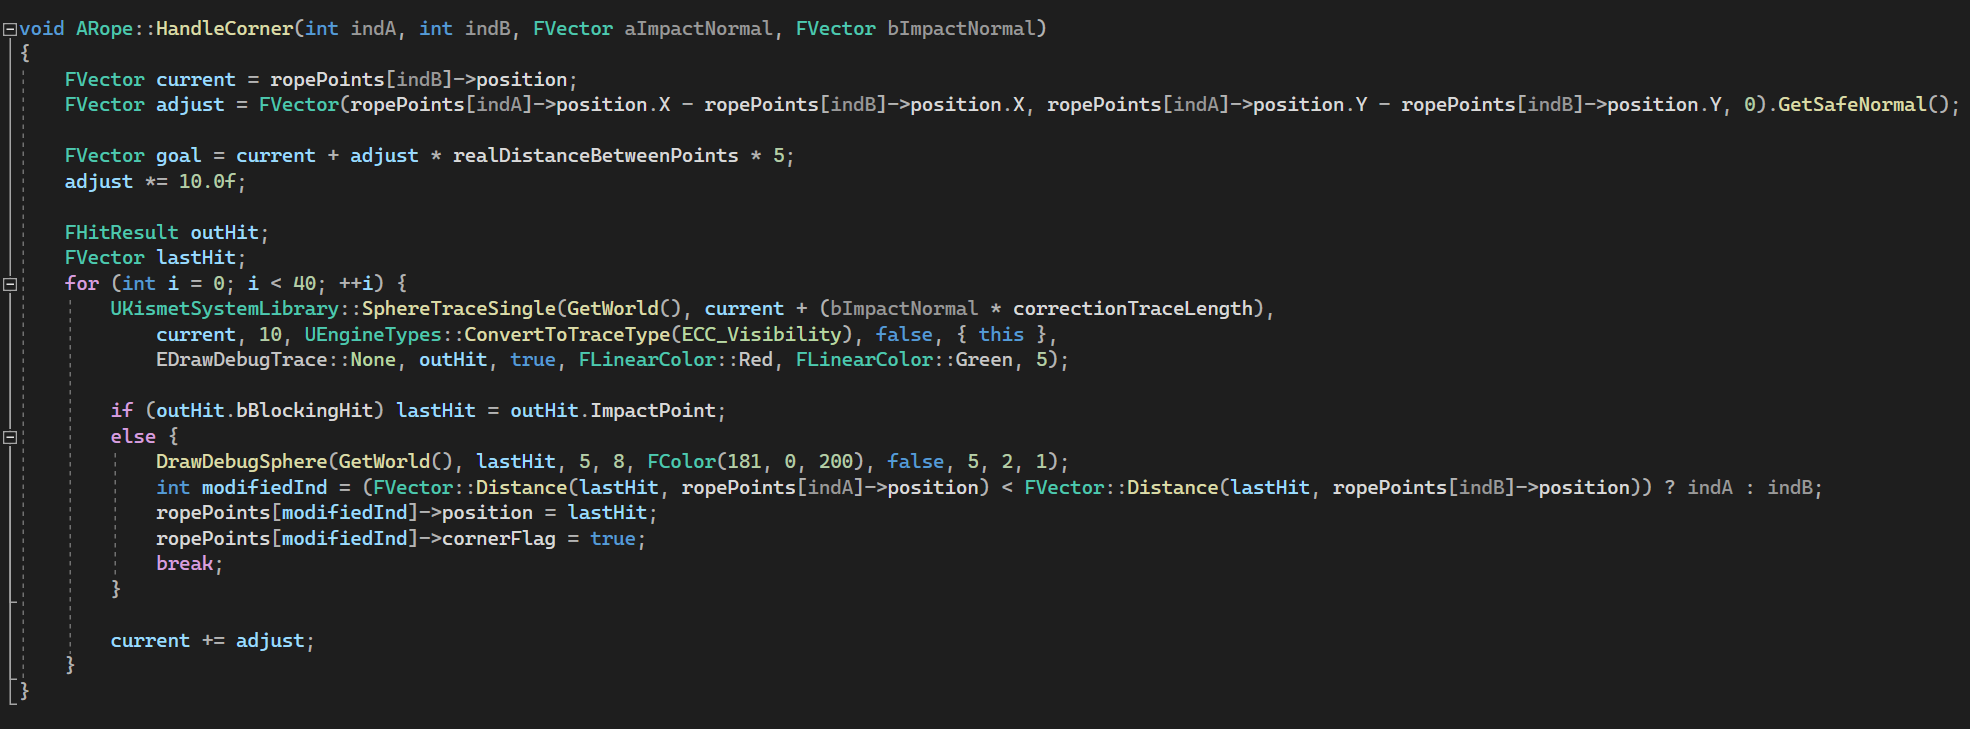 void ARope::HandleCorner(int indA, int indB, FVector aImpactNormal, FVector bImpactNormal)
{
    FVector current = ropePoints[indB]->position;
    FVector adjust = FVector(ropePoints[indA]->position.X - ropePoints[indB]->position.X, ropePoints[indA]->position.Y - ropePoints[indB]->position.Y, 0).GetSafeNormal();

    FVector goal = current + adjust * realDistanceBetweenPoints * 5;
    adjust *= 10.0f;

    FHitResult outHit;
    FVector lastHit;
    for (int i = 0; i < 40; ++i) {
        UKismetSystemLibrary::SphereTraceSingle(GetWorld(), current + (bImpactNormal * correctionTraceLength),
            current, 10, UEngineTypes::ConvertToTraceType(ECC_Visibility), false, { this },
            EDrawDebugTrace::None, outHit, true, FLinearColor::Red, FLinearColor::Green, 5);

        if (outHit.bBlockingHit) lastHit = outHit.ImpactPoint;
        else {
            DrawDebugSphere(GetWorld(), lastHit, 5, 8, FColor(181, 0, 200), false, 5, 2, 1);
            int modifiedInd = (FVector::Distance(lastHit, ropePoints[indA]->position) < FVector::Distance(lastHit, ropePoints[indB]->position)) ? indA : indB;
            ropePoints[modifiedInd]->position = lastHit;
            ropePoints[modifiedInd]->cornerFlag = true;
            break;
        }

        current += adjust;
    }
}